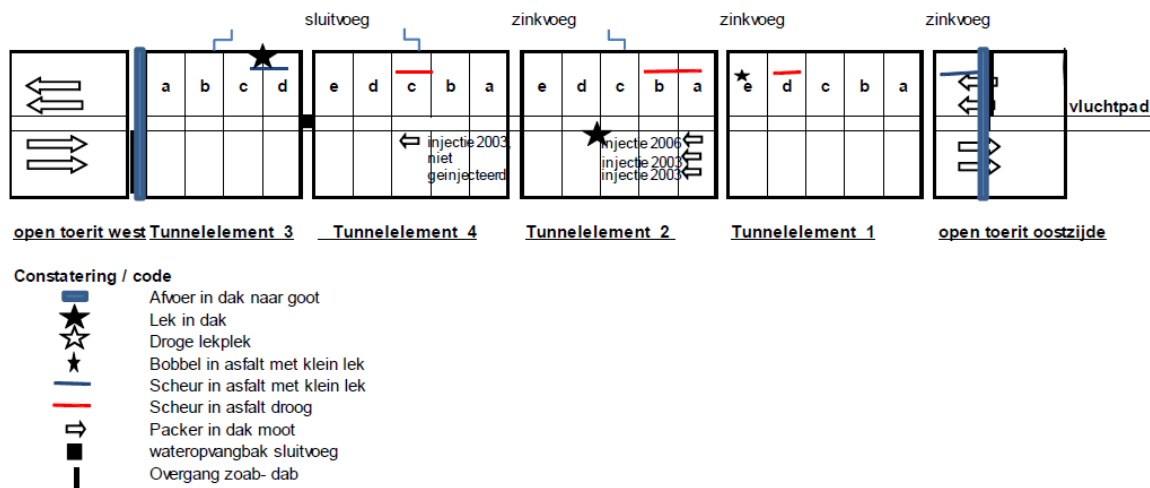 sluitvoeg zinkvoeg zinkvoeg zinkvoeg
a b c d e d c b a e d c b a e d c b a
vluchtpad
injectie 2003, injectie 2006
niet injectie 2003
geinjecteerd injectie 2003
open toerit west Tunnelelement 3 Tunnelelement 4 Tunnelelement 2 Tunnelelement 1 open toerit oostzijde
Constatering / code
Afvoer in dak naar goot
Lek in dak
Droge lekplek
Bobbel in asfalt met klein lek
Scheur in asfalt met klein lek
Scheur in asfalt droog
Packer in dak moot
wateropvangbak sluitvoeg
Overgang zoab- dab